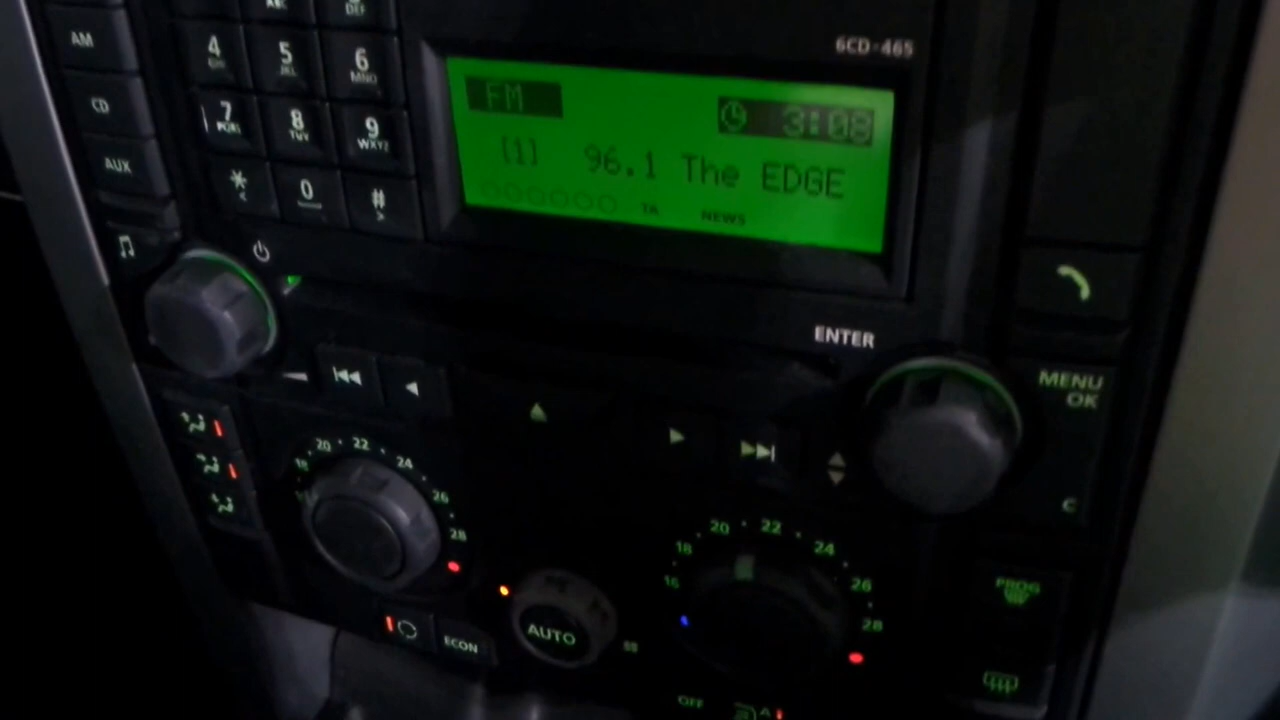 6CD-465
AM
4 GHI 5 JKL 6 MNO
CD
7 PQRS 8 TUV 9 WXYZ
AUX
* 0 #
< >
FM 3:08
[1] 96.1 The EDGE
TA NEWS
ENTER
MENU
OK
C
18 20 22 24 26 28
16 18 20 22 24 26 28
AUTO
ECON
PROG
OFF
A